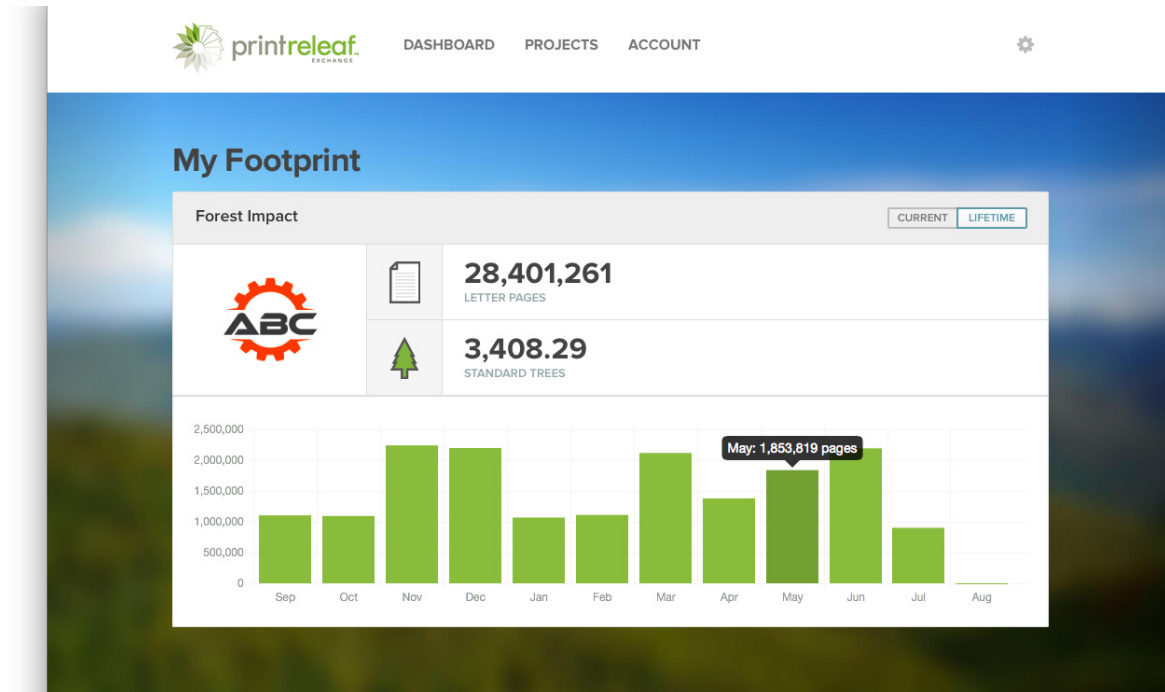 printreleaf.
EXCHANGE
DASHBOARD PROJECTS ACCOUNT
My Footprint
Forest Impact
CURRENT LIFETIME
ABC
28,401,261
LETTER PAGES
3,408.29
STANDARD TREES
2,500,000
2,000,000
1,500,000
1,000,000
500,000
0
May: 1,853,819 pages
Sep Oct Nov Dec Jan Feb Mar Apr May Jun Jul Aug